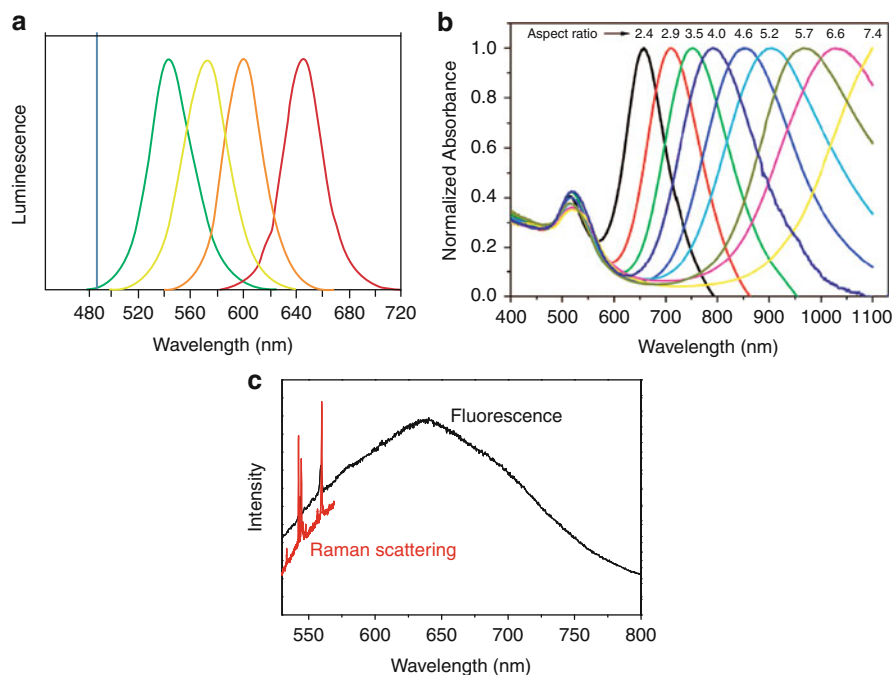 a
Luminescence
480 520 560 600 640 680 720
Wavelength (nm)
b
Aspect ratio 2.4 2.9 3.5 4.0 4.6 5.2 5.7 6.6 7.4
1.0
0.8
0.6
0.4
0.2
0.0
Normalized Absorbance
400 500 600 700 800 900 1000 1100
Wavelength (nm)
c
Fluorescence
Raman scattering
Intensity
550 600 650 700 750 800
Wavelength (nm)